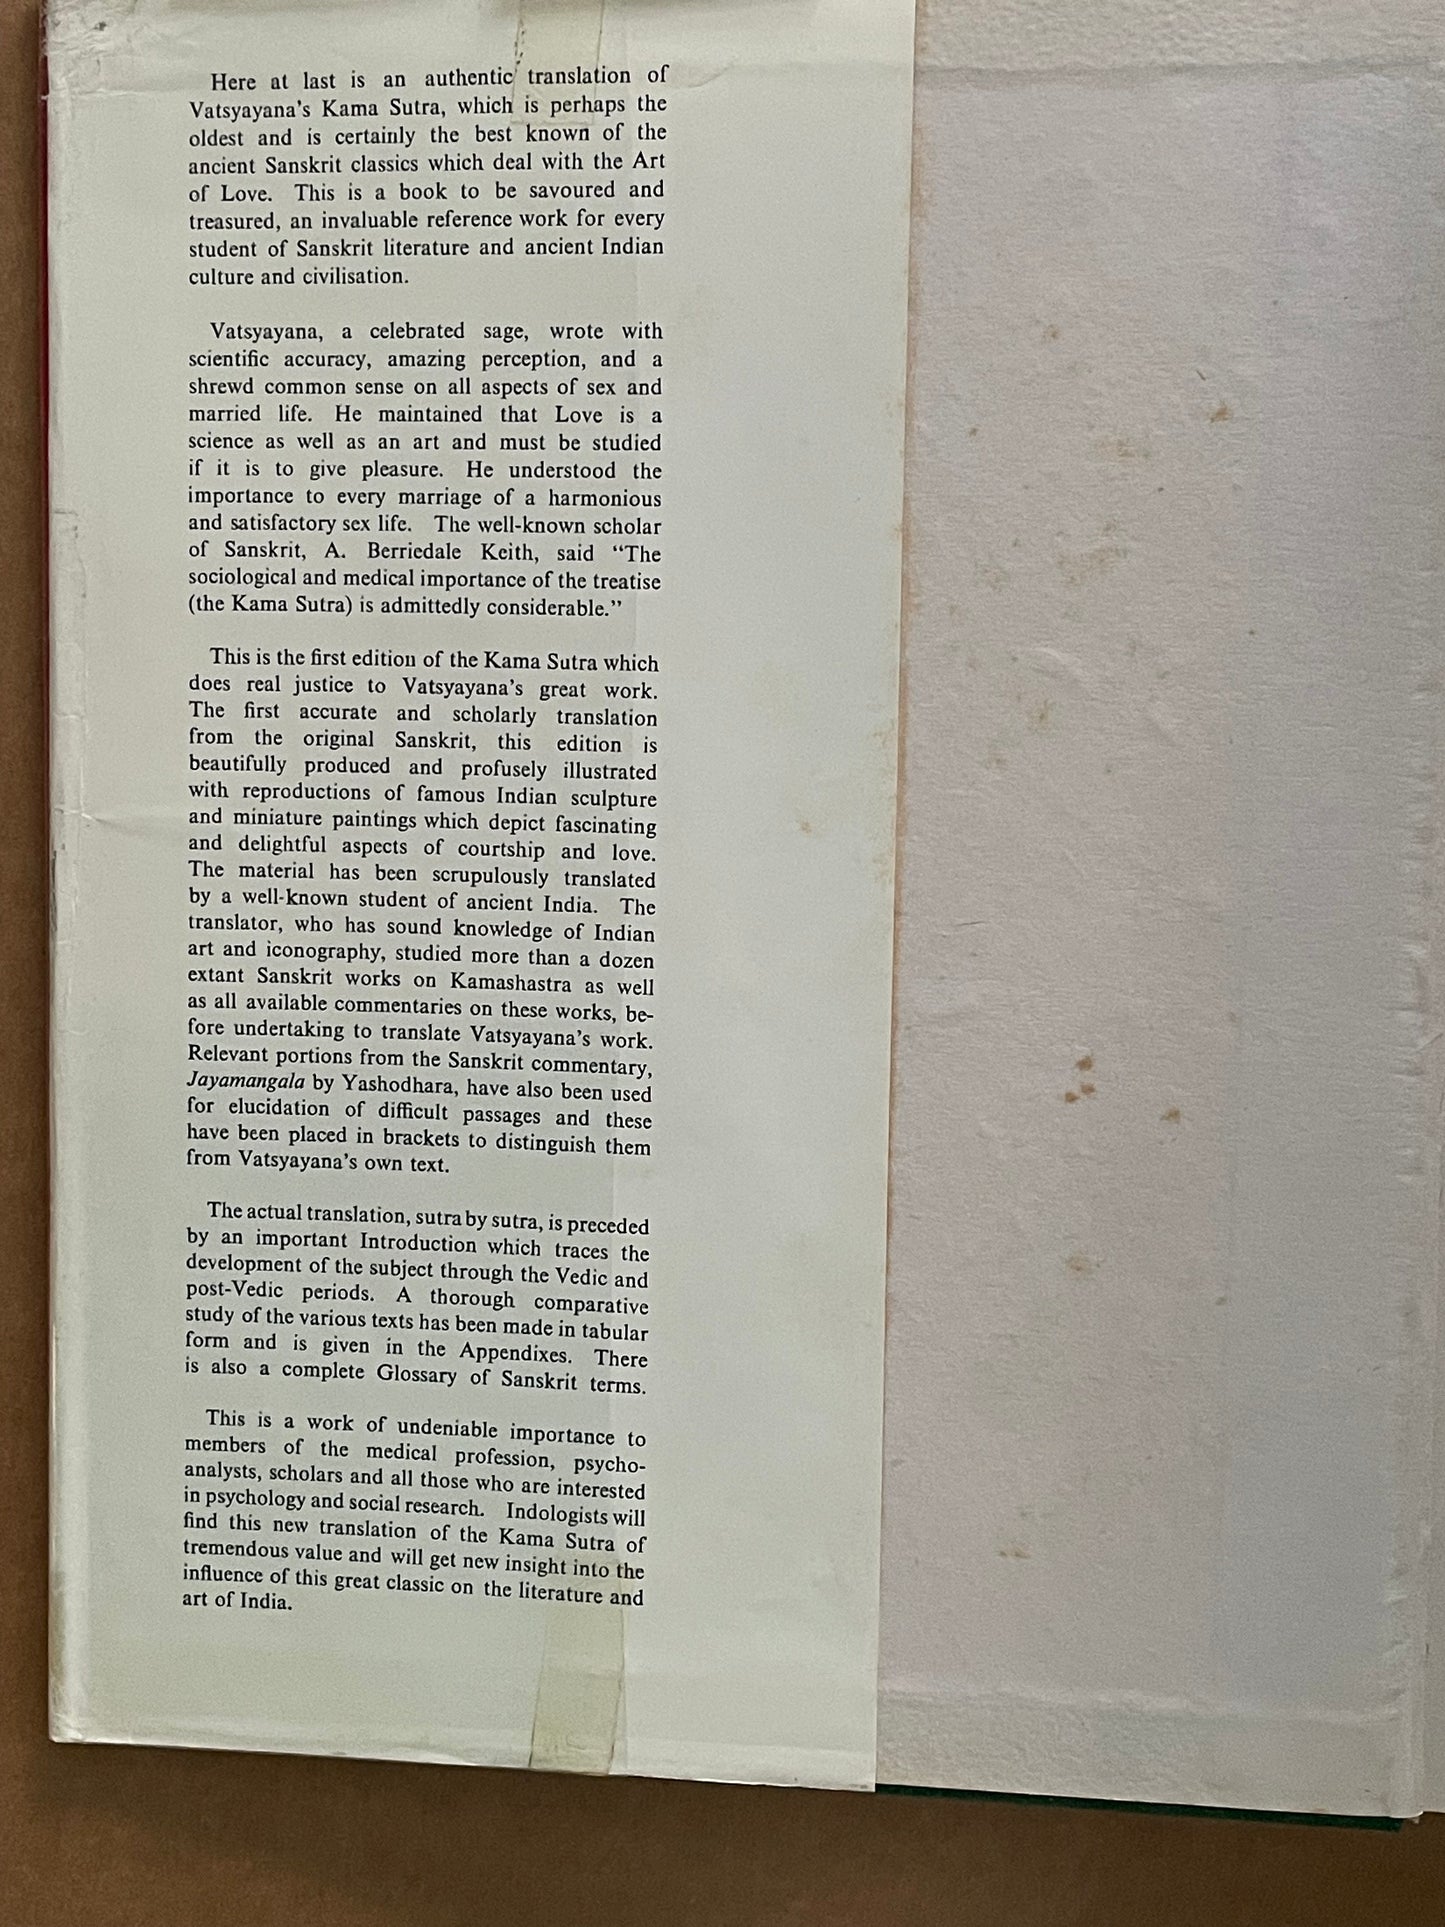 Here at last is an authentic translation of
Vatsyayana's Kama Sutra, which is perhaps the
oldest and is certainly the best known of the
ancient Sanskrit classics which deal with the Art
of Love. This is a book to be savoured and
treasured, an invaluable reference work for every
student of Sanskrit literature and ancient Indian
culture and civilisation.
Vatsyayana, a celebrated sage, wrote with
scientific accuracy, amazing perception, and a
shrewd common sense on all aspects of sex and
married life. He maintained that Love is a
science as well as an art and must be studied
if it is to give pleasure. He understood the
importance to every marriage of a harmonious
and satisfactory sex life. The well-known scholar
of Sanskrit, A. Berriedale Keith, said “The
sociological and medical importance of the treatise
(the Kama Sutra) is admittedly considerable.”
This is the first edition of the Kama Sutra which
does real justice to Vatsyayana's great work.
The first accurate and scholarly translation
from the original Sanskrit, this edition is
beautifully produced and profusely illustrated
with reproductions of famous Indian sculpture
and miniature paintings which depict fascinating
and delightful aspects of courtship and love.
The material has been scrupulously translated
by a well-known student of ancient India. The
translator, who has sound knowledge of Indian
art and iconography, studied more than a dozen
extant Sanskrit works on Kamashastra as well
as all available commentaries on these works, be-
fore undertaking to translate Vatsyayana's work.
Relevant portions from the Sanskrit commentary,
Jayamangala by Yashodhara, have also been used
for elucidation of difficult passages and these
have been placed in brackets to distinguish them
from Vatsyayana's own text.
The actual translation, sutra by sutra, is preceded
by an important Introduction which traces the
development of the subject through the Vedic and
post-Vedic periods. A thorough comparative
study of the various texts has been made in tabular
form and is given in the Appendixes. There
is also a complete Glossary of Sanskrit terms.
This is a work of undeniable importance to
members of the medical profession, psycho-
analysts, scholars and all those who are interested
in psychology and social research. Indologists will
find this new translation of the Kama Sutra of
tremendous value and will get new insight into the
influence of this great classic on the literature and
art of India.